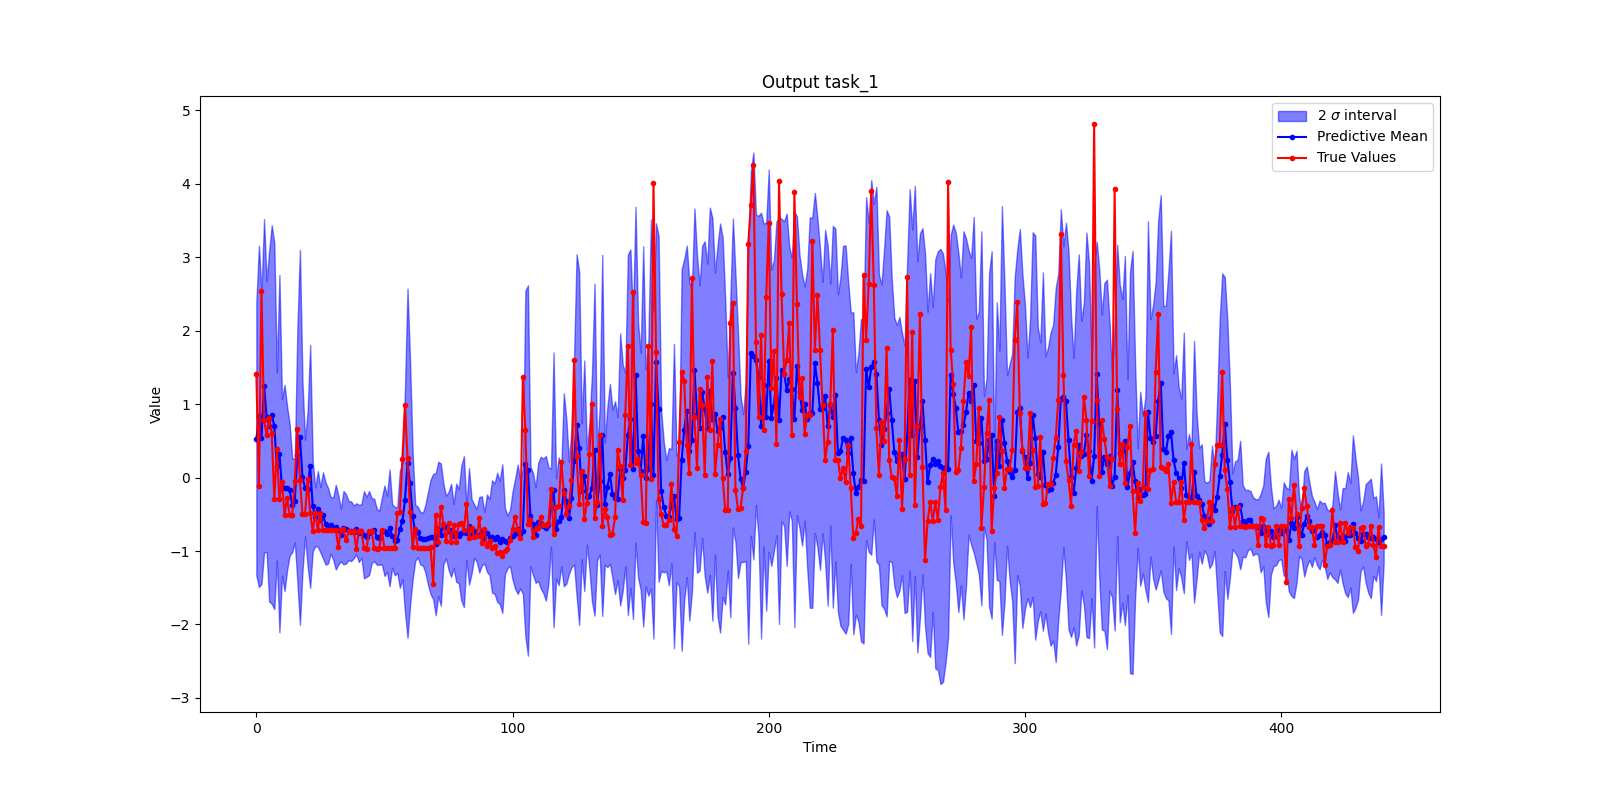 Output task_1
2 σ interval
Predictive Mean
True Values
Value
5
4
3
2
1
0
−1
−2
−3
0
100
200
300
400
Time